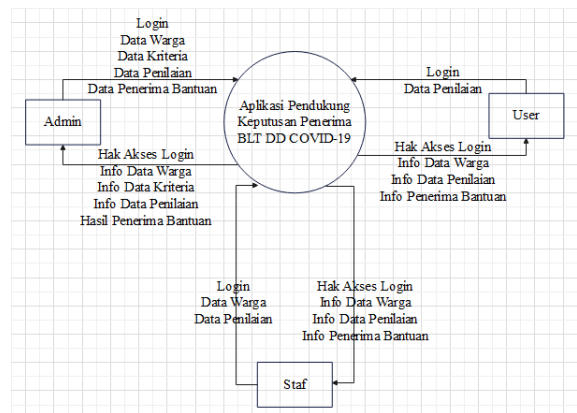 Login
Data Warga
Data Kriteria
Data Penilaian
Data Penerima Bantuan
Admin
Hak Akses Login
Info Data Warga
Info Data Kriteria
Info Data Penilaian
Hasil Penerima Bantuan
Aplikasi Pendukung
Keputusan Penerima
BLT DD COVID-19
Login
Data Penilaian
User
Hak Akses Login
Info Data Warga
Info Data Penilaian
Info Penerima Bantuan
Login
Data Warga
Data Penilaian
Hak Akses Login
Info Data Warga
Info Data Penilaian
Info Penerima Bantuan
Staf